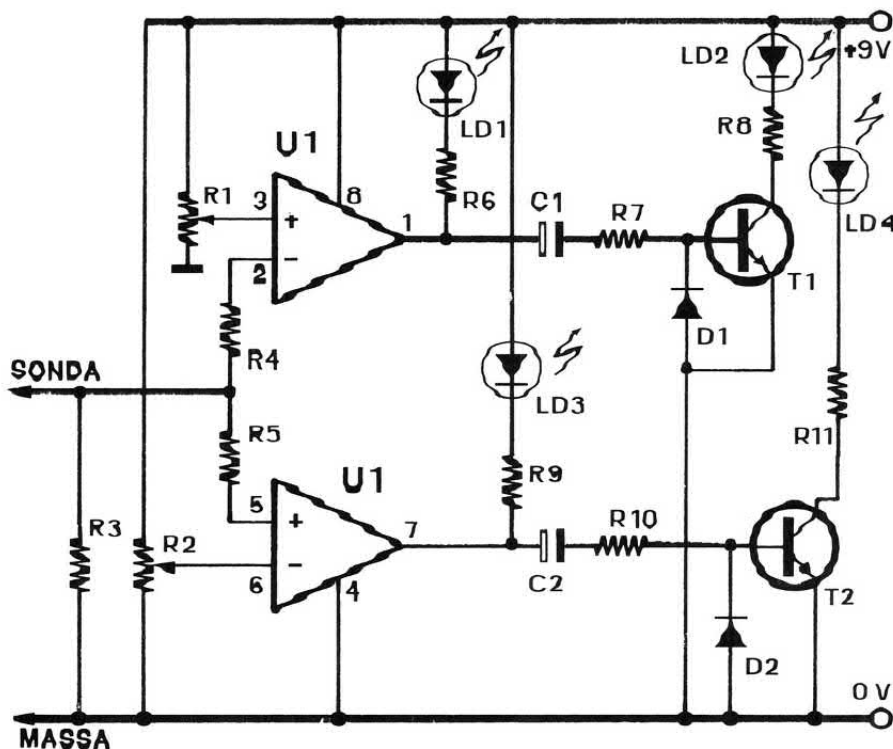 +9V
LD2
LD1
R8
U1
R1
3
+
8
R6
C1
R7
LD4
1
2
-
T1
R4
D1
SONDA
LD3
R5
R11
U1
R9
5
+
7
R10
R3
R2
-
6
4
C2
T2
D2
0V
MASSA